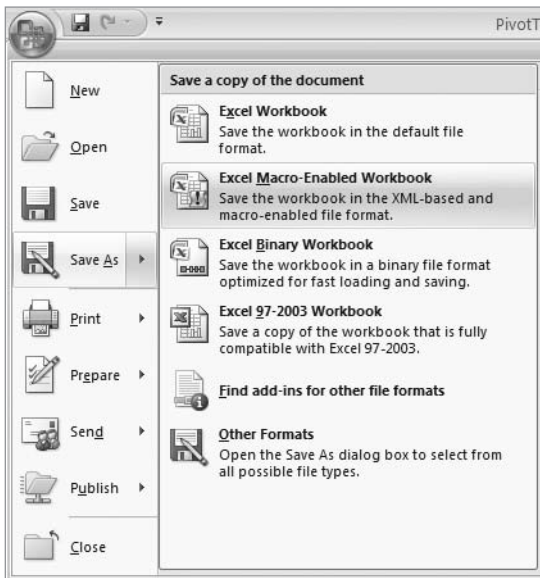 PivotT
New
Open
Save
Save As
Print
Prepare
Send
Publish
Close
Save a copy of the document
Excel Workbook
Save the workbook in the default file
format.
Excel Macro-Enabled Workbook
Save the workbook in the XML-based and
macro-enabled file format.
Excel Binary Workbook
Save the workbook in a binary file format
optimized for fast loading and saving.
Excel 97-2003 Workbook
Save a copy of the workbook that is fully
compatible with Excel 97-2003.
Find add-ins for other file formats
Other Formats
Open the Save As dialog box to select from
all possible file types.